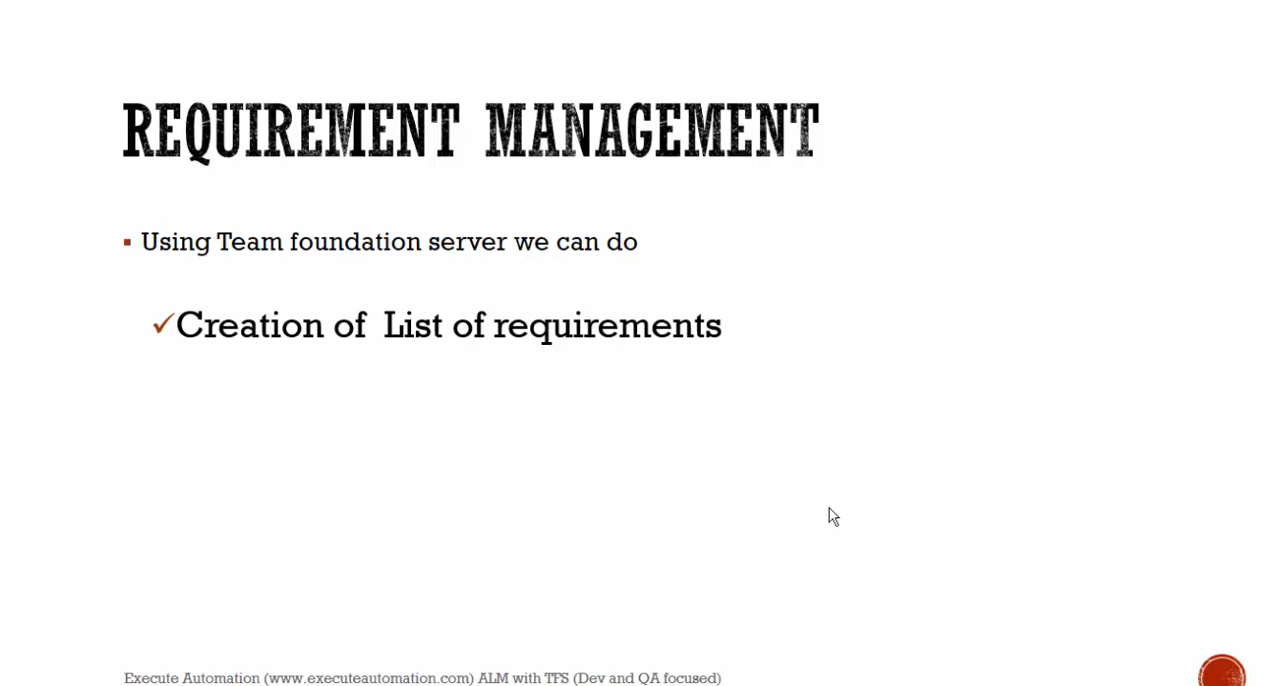 REQUIREMENT MANAGEMENT
Using Team foundation server we can do
Creation of List of requirements
Execute Automation (www.executeautomation.com) ALM with TFS (Dev and QA focused)